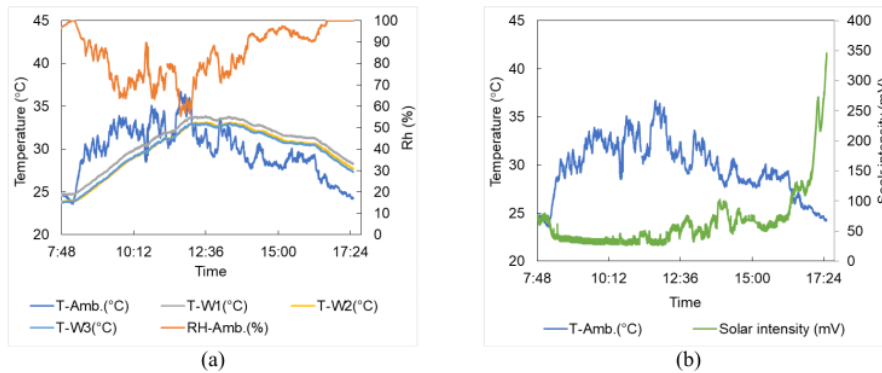 45
40
35
30
25
20
Temperature (°C)
100
90
80
70
60
50
40
30
20
10
0
Rh (%)
7:48 10:12 12:36 15:00 17:24
Time
T-Amb.(°C) T-W1(°C) T-W2(°C)
T-W3(°C) RH-Amb.(%)
(a)
45
40
35
30
25
20
Temperature (°C)
400
350
300
250
200
150
100
50
0
intensity (mV)
7:48 10:12 12:36 15:00 17:24
Time
T-Amb.(°C) Solar intensity (mV)
(b)